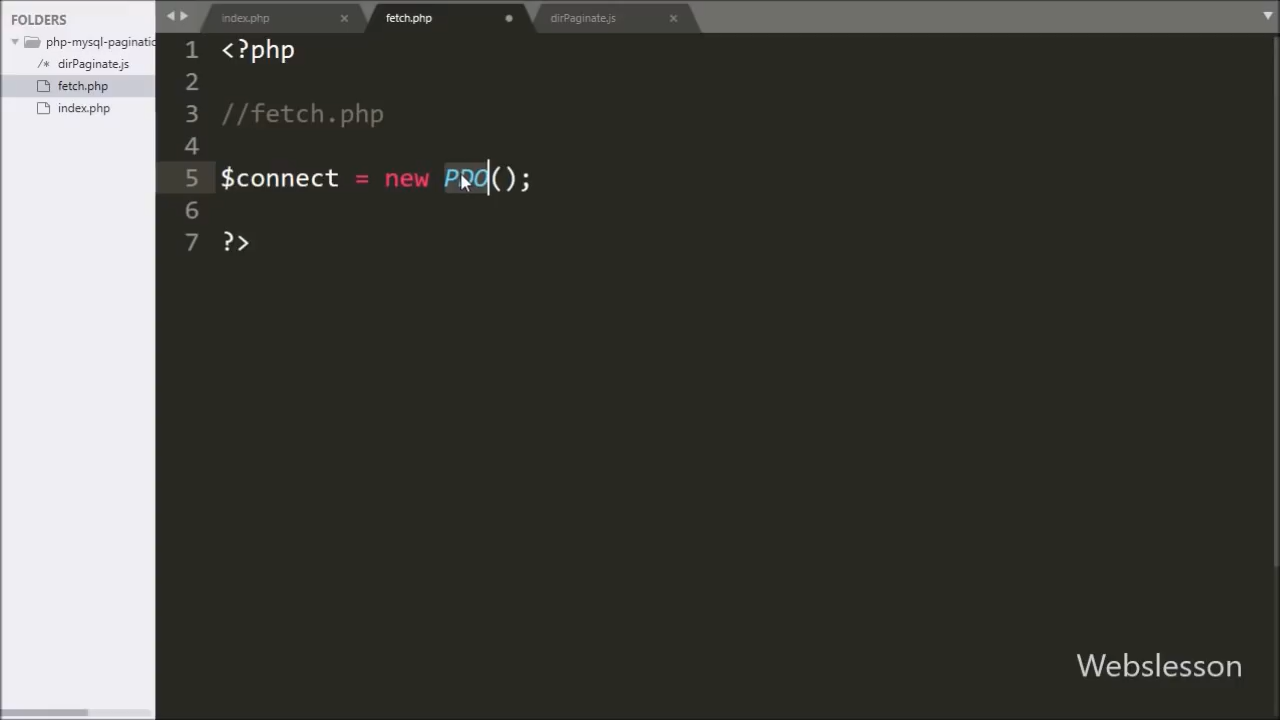 FOLDERS
php-mysql-paginatic
/* dirPaginate.js
fetch.php
index.php
index.php × fetch.php dirPaginate.js ×
1 <?php
2
3 //fetch.php
4
5 $connect = new PDO();
6
7 ?>
Webslesson